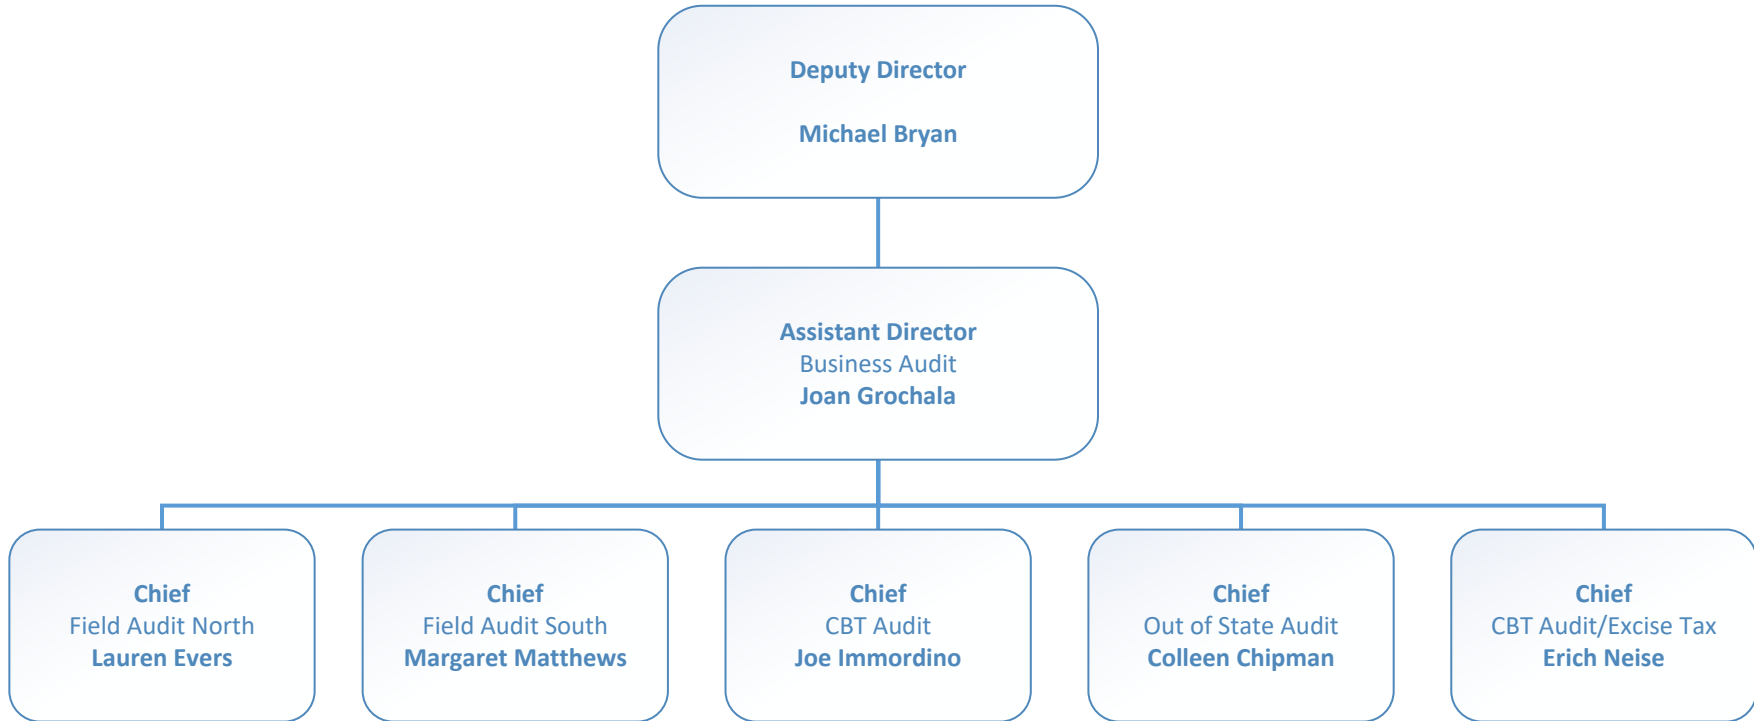 Deputy Director
Michael Bryan
Assistant Director
Business Audit
Joan Grochala
Chief
Field Audit North
Lauren Evers
Chief
Field Audit South
Margaret Matthews
Chief
CBT Audit
Joe Immordino
Chief
Out of State Audit
Colleen Chipman
Chief
CBT Audit/Excise Tax
Erich Neise